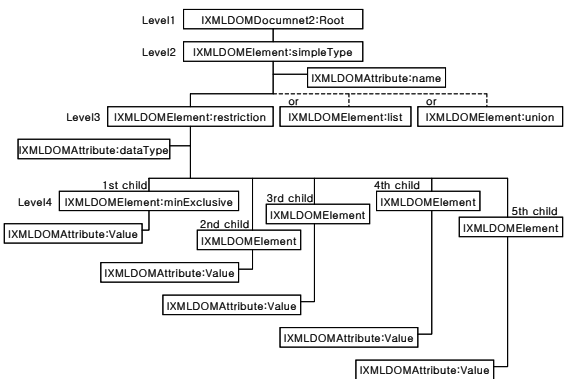 Level1
IXMLDOMDocumnet2:Root
Level2
IXMLDOMElement:simpleType
IXMLDOMAttribute:name
or
or
Level3
IXMLDOMElement:restriction
IXMLDOMElement:list
IXMLDOMElement:union
IXMLDOMAttribute:dataType
1st child
4th child
Level4
IXMLDOMElement:minExclusive
3rd child
IXMLDOMElement
IXMLDOMElement
5th child
IXMLDOMAttribute:Value
2nd child
IXMLDOMElement
IXMLDOMElement
IXMLDOMAttribute:Value
IXMLDOMAttribute:Value
IXMLDOMAttribute:Value
IXMLDOMAttribute:Value